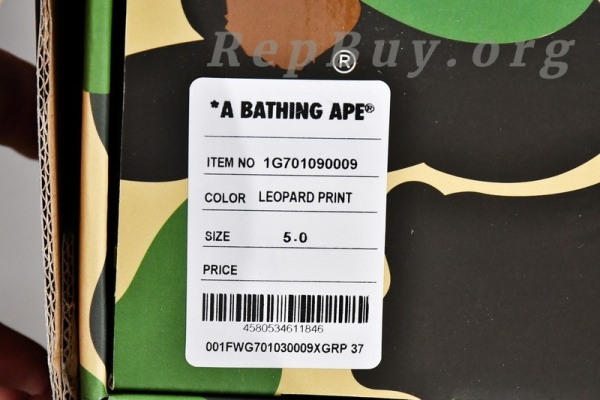 RepBuy.org
®
*A BATHING APE®
ITEM NO 1G701090009
COLOR LEOPARD PRINT
SIZE 5.0
PRICE
4580534611846
001FWG701030009XGRP 37